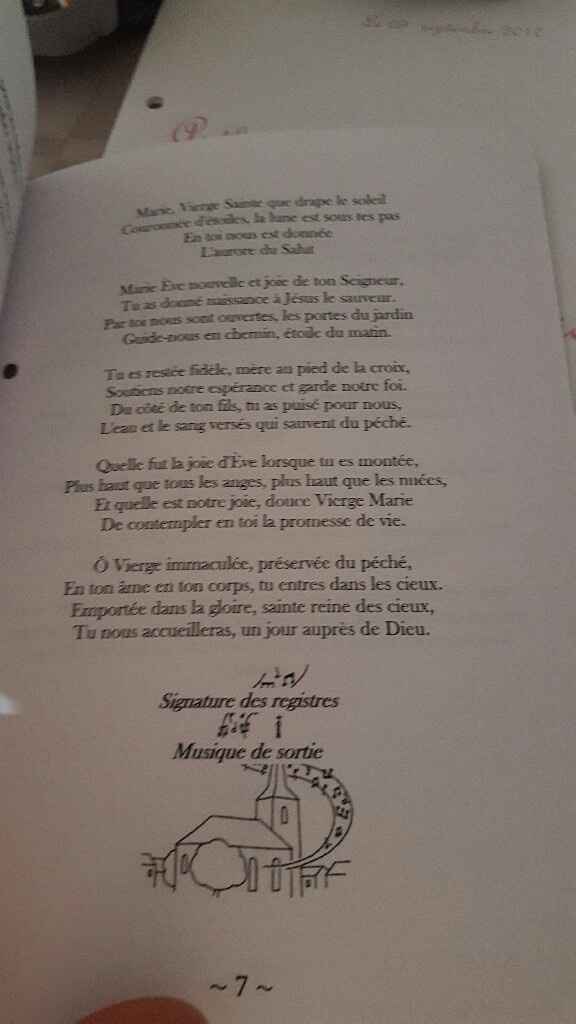 Le septembre 2012
Marie, Vierge Sainte que drape le soleil
Couronnée d'étoiles, la lune est sous tes pas
En toi nous est donnée
L'aurore du Salut
Marie Ève nouvelle et joie de ton Seigneur,
Tu as donné naissance à Jésus le sauveur.
Par toi nous sont ouvertes, les portes du jardin
Guide-nous en chemin, étoile du matin.
Tu es restée fidèle, mère au pied de la croix,
Soutiens notre espérance et garde notre foi.
Du côté de ton fils, tu as puisé pour nous,
L'eau et le sang versés qui sauvent du péché.
Quelle fut la joie d'Ève lorsque tu es montée,
Plus haut que tous les anges, plus haut que les nuées,
Et quelle est notre joie, douce Vierge Marie
De contempler en toi la promesse de vie.
Ô Vierge immaculée, préservée du péché,
En ton âme en ton corps, tu entres dans les cieux.
Emportée dans la gloire, sainte reine des cieux,
Tu nous accueilleras, un jour auprès de Dieu.
Signature des registres
Musique de sortie
~ 7 ~